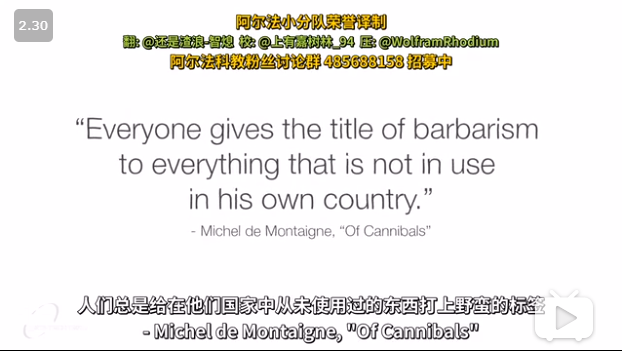 2.30
阿尔法小分队荣誉译制
翻: @还是渣浪-智熄 校: @上有嘉树林_94 压: @WolframRhodium
阿尔法科教粉丝讨论群 485688158 招募中
“Everyone gives the title of barbarism
to everything that is not in use
in his own country.”
- Michel de Montaigne, “Of Cannibals”
人们总是给在他们国家中从未使用过的东西打上野蛮的标签
- Michel de Montaigne, "Of Cannibals"